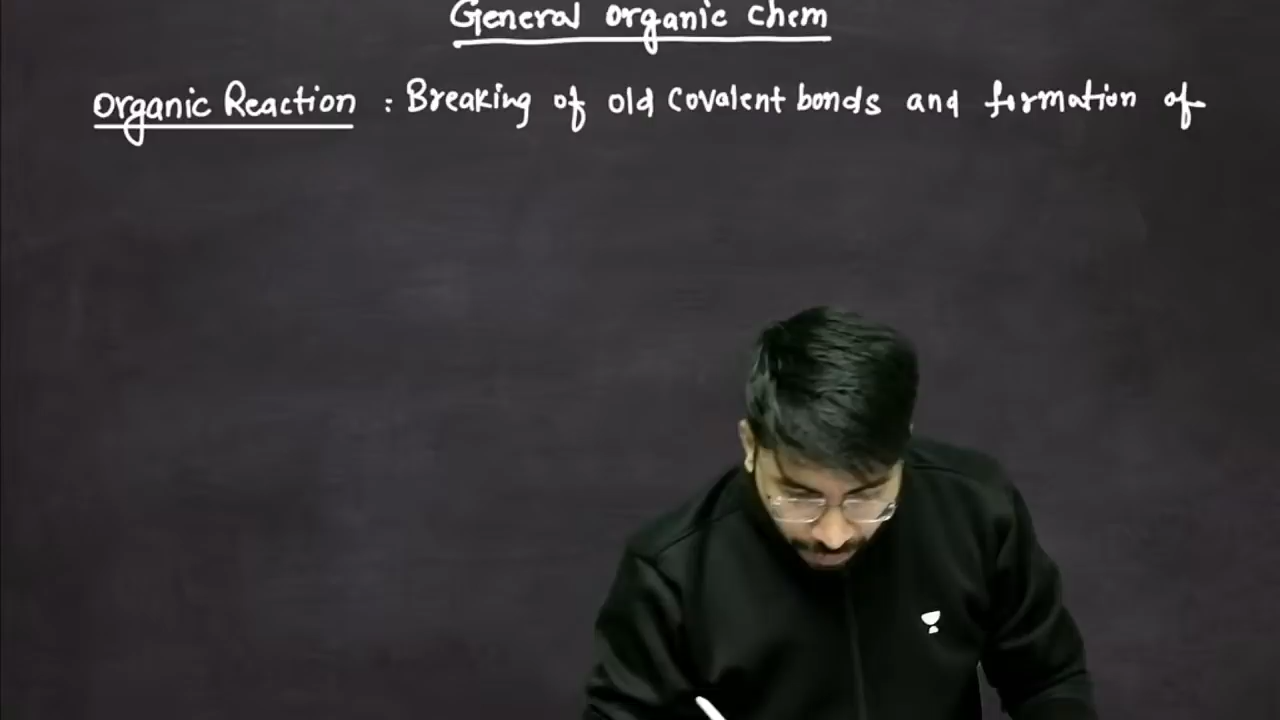 General Organic Chem
Organic Reaction : Breaking of old covalent bonds and formation of